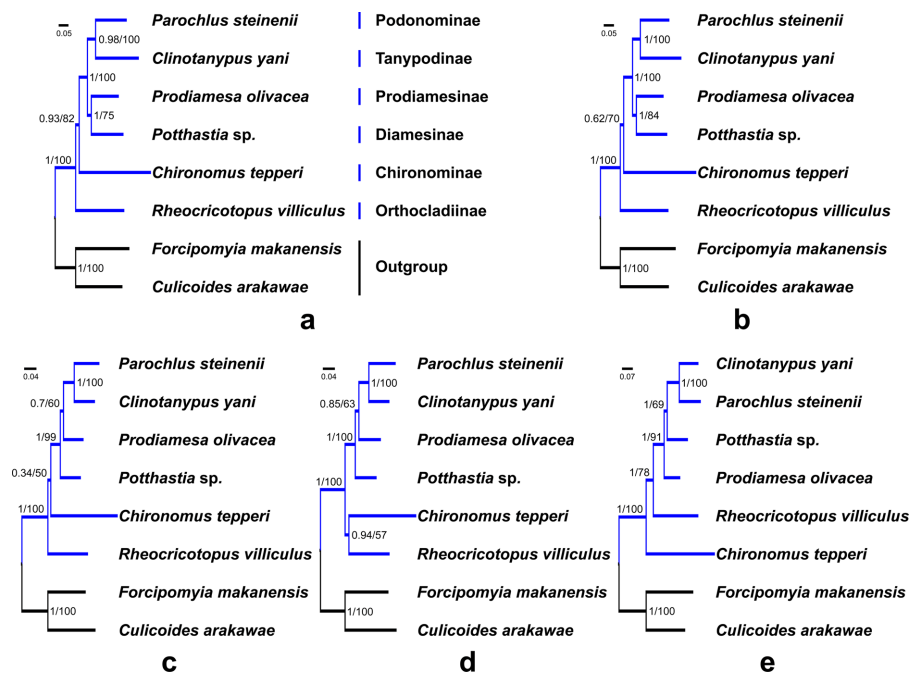 Parochlus steinenii
Podonominae
0.05
0.98/100
Clinotanypus yani
Tanypodinae
1/100
Prodiamesa olivacea
Prodiamesinae
0.93/82
1/75
Potthastia sp.
Diamesinae
1/100
Chironomus tepperi
Chironominae
Rheocricotopus villiculus
Orthocladiinae
Forcipomyia makanensis
1/100
Outgroup
Culicoides arakawae
a
Parochlus steinenii
0.05
1/100
Clinotanypus yani
1/100
Prodiamesa olivacea
0.62/70
1/84
Potthastia sp.
1/100
Chironomus tepperi
Rheocricotopus villiculus
Forcipomyia makanensis
1/100
Culicoides arakawae
b
Parochlus steinenii
0.04
1/100
Clinotanypus yani
0.7/60
Prodiamesa olivacea
1/99
Potthastia sp.
0.34/50
Chironomus tepperi
1/100
Rheocricotopus villiculus
Forcipomyia makanensis
1/100
Culicoides arakawae
c
Parochlus steinenii
0.04
1/100
0.85/63
Clinotanypus yani
1/100
Prodiamesa olivacea
Potthastia sp.
1/100
Chironomus tepperi
0.94/57
Rheocricotopus villiculus
Forcipomyia makanensis
1/100
Culicoides arakawae
d
Clinotanypus yani
0.07
1/100
Parochlus steinenii
1/69
Potthastia sp.
1/91
Prodiamesa olivacea
1/78
Rheocricotopus villiculus
1/100
Chironomus tepperi
Forcipomyia makanensis
1/100
Culicoides arakawae
e